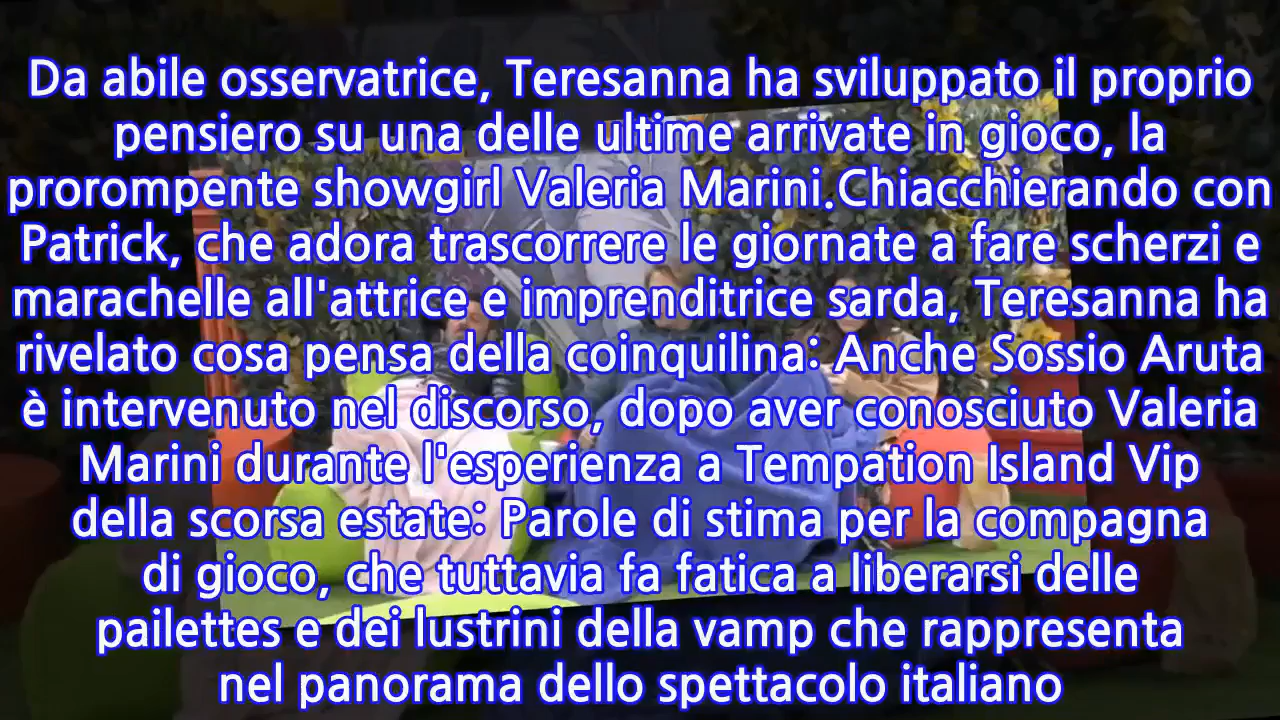 Da abile osservatrice, Teresanna ha sviluppato il proprio
pensiero su una delle ultime arrivate in gioco, la
prorompente showgirl Valeria Marini.Chiacchierando con
Patrick, che adora trascorrere le giornate a fare scherzi e
marachelle all'attrice e imprenditrice sarda, Teresanna ha
rivelato cosa pensa della coinquilina: Anche Sossio Aruta
è intervenuto nel discorso, dopo aver conosciuto Valeria
Marini durante l'esperienza a Tempation Island Vip
della scorsa estate: Parole di stima per la compagna
di gioco, che tuttavia fa fatica a liberarsi delle
pailettes e dei lustrini della vamp che rappresenta
nel panorama dello spettacolo italiano